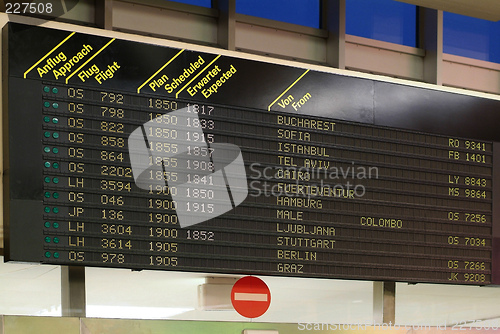 227508
Anflug Approach
Flug Flight
Plan Scheduled
Erwartet Expected
Von From
OS 792 1850 1817 BUCHAREST RO 9341
OS 798 1850 1833 SOFIA FB 1401
OS 822 1850 1915 ISTANBUL
OS 858 1855 1857 TEL AVIV LY 8843
OS 864 1855 1908 CAIRO MS 9864
OS 2202 1855 1841 FUERTEVENTUR
LH 3594 1900 1850 HAMBURG OS 7256
OS 046 1900 1915 MALE COLOMBO
JP 136 1900 LJUBLJANA OS 7034
LH 3604 1900 1852 STUTTGART
LH 3614 1905 BERLIN OS 7266
OS 978 1905 GRAZ JK 9208